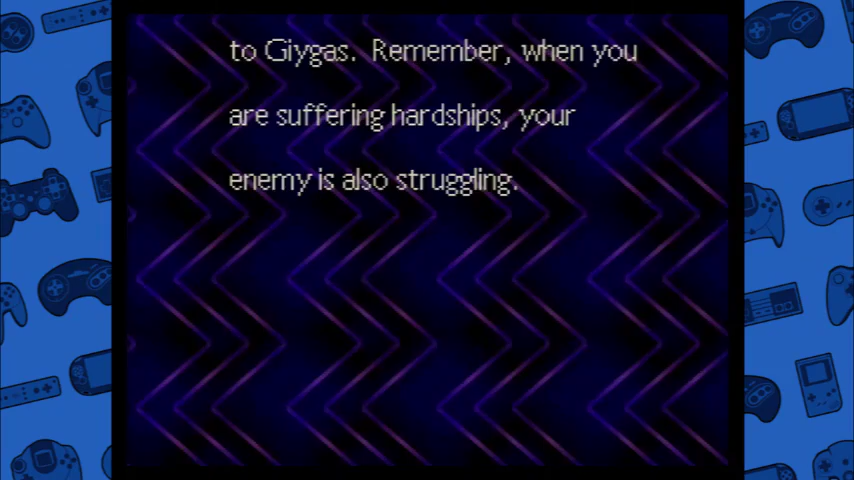 to Giygas. Remember, when you
are suffering hardships, your
enemy is also struggling.